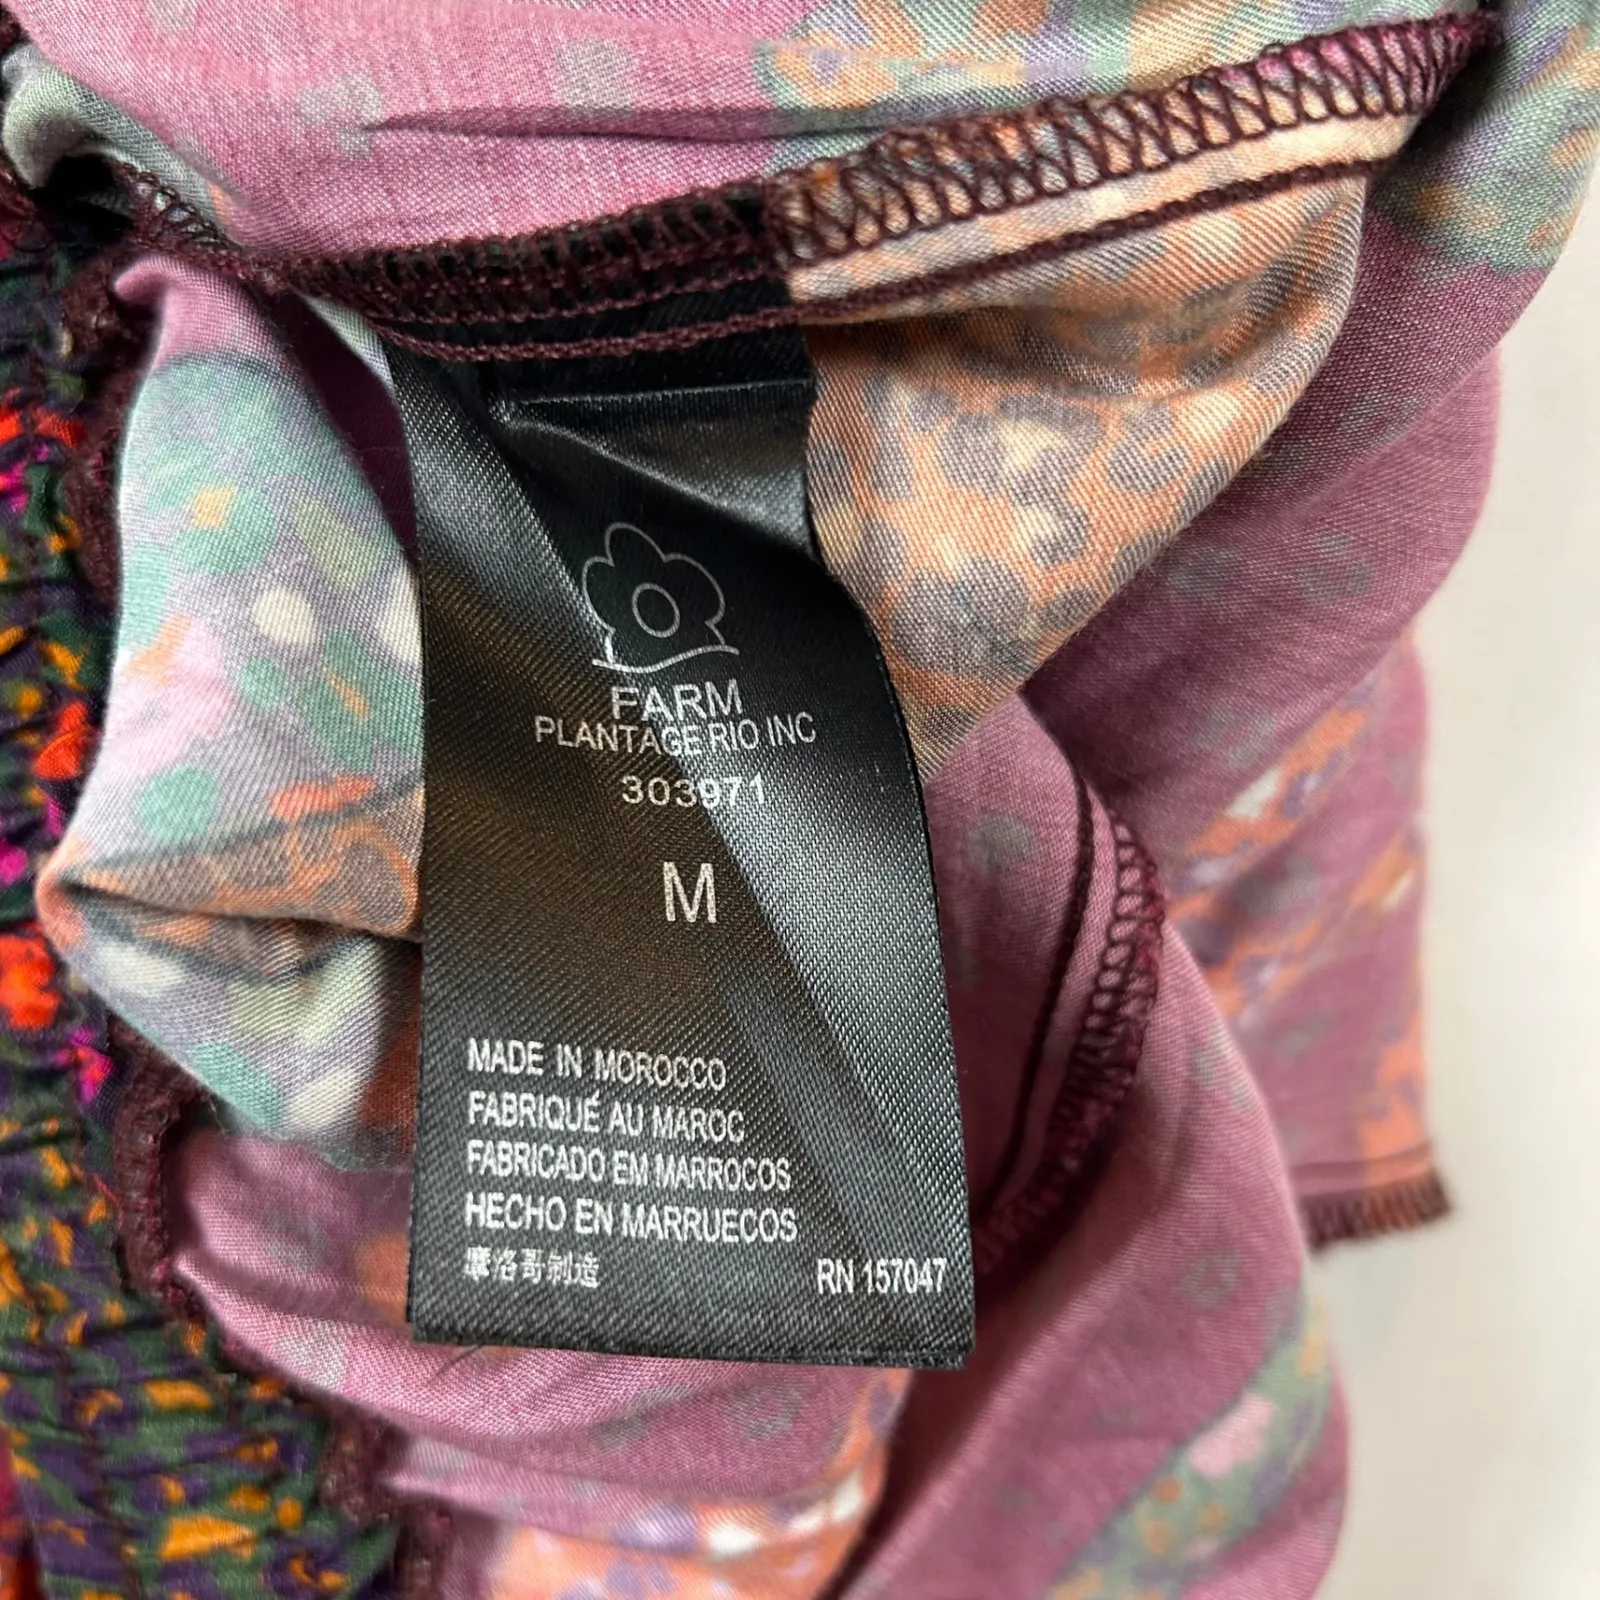 FARM
PLANTAGE RIO INC
303971
M
MADE IN MOROCCO
FABRIQUÉ AU MAROC
FABRICADO EM MARROCOS
HECHO EN MARRUECOS
摩洛哥制造
RN 157047